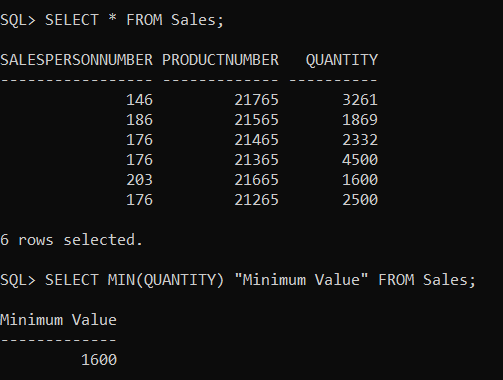 SQL> SELECT * FROM Sales;
SALESPERSONNUMBER PRODUCTNUMBER   QUANTITY
----------------- ------------- ----------
              146         21765       3261
              186         21565       1869
              176         21465       2332
              176         21365       4500
              203         21665       1600
              176         21265       2500
6 rows selected.
SQL> SELECT MIN(QUANTITY) "Minimum Value" FROM Sales;
Minimum Value
-------------
         1600